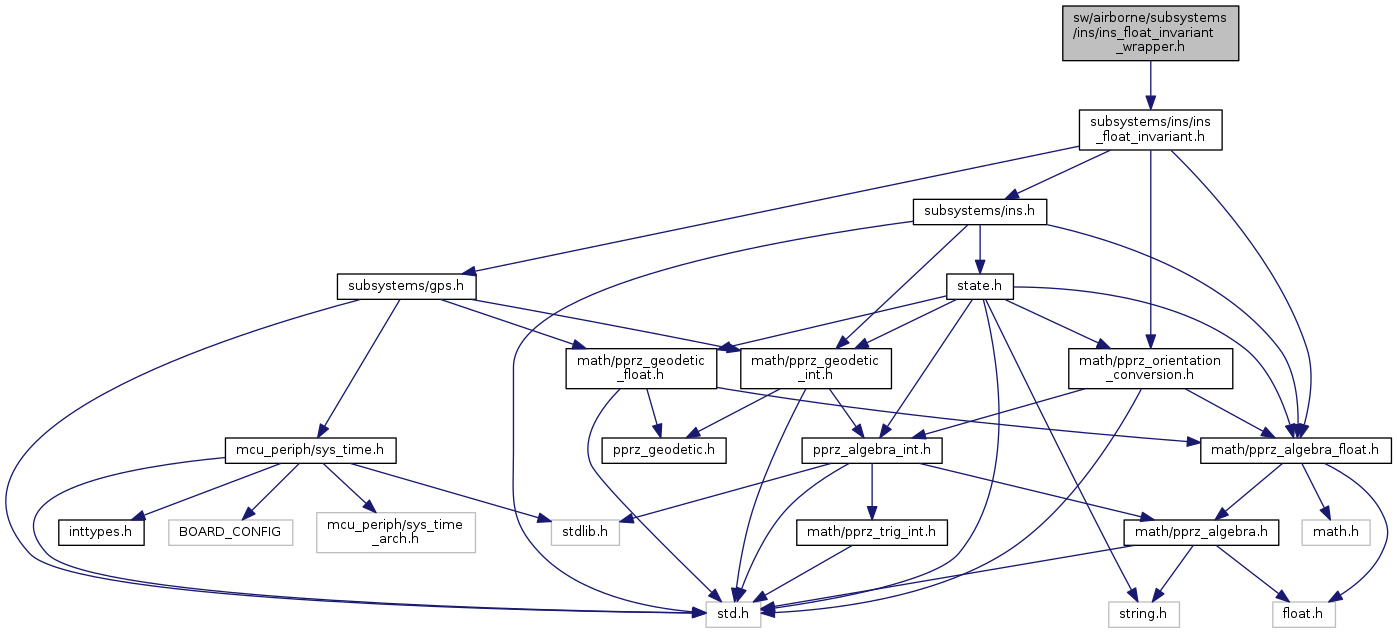 sw/airborne/subsystems
/ins/ins_float_invariant
_wrapper.h
subsystems/ins/ins
_float_invariant.h
subsystems/ins.h
subsystems/gps.h
state.h
math/pprz_geodetic
_float.h
math/pprz_geodetic
_int.h
math/pprz_orientation
_conversion.h
mcu_periph/sys_time.h
pprz_geodetic.h
pprz_algebra_int.h
math/pprz_algebra_float.h
inttypes.h
BOARD_CONFIG
mcu_periph/sys_time
_arch.h
stdlib.h
math/pprz_trig_int.h
math/pprz_algebra.h
math.h
std.h
string.h
float.h